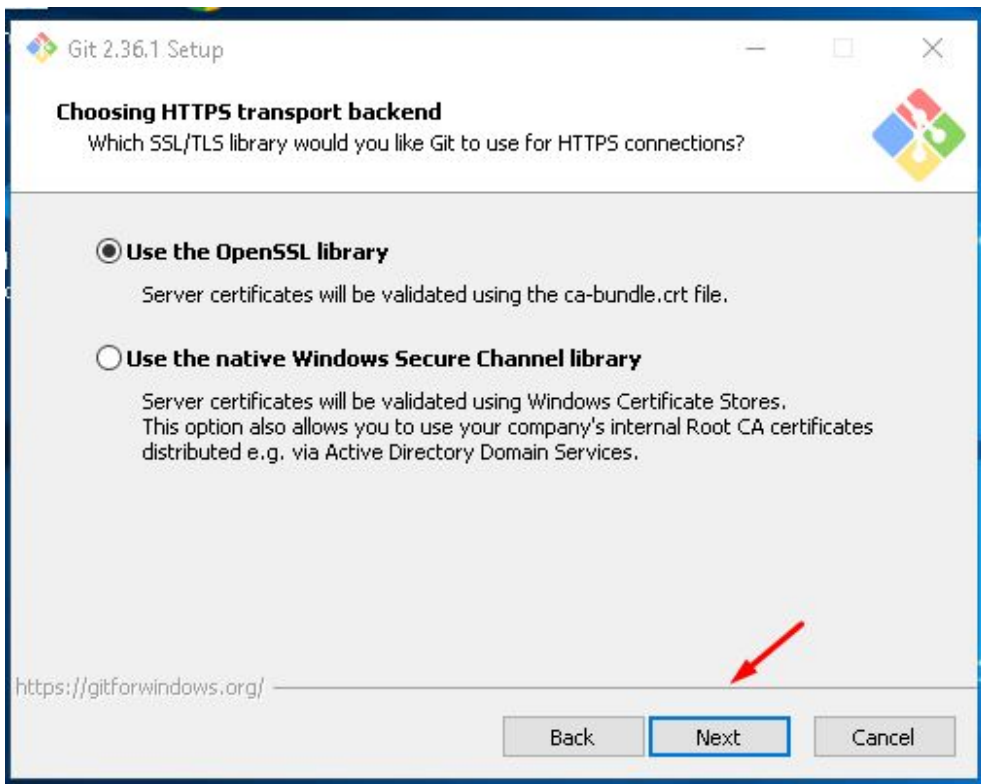 Git 2.36.1 Setup
Choosing HTTPS transport backend
Which SSL/TLS library would you like Git to use for HTTPS connections?
Use the OpenSSL library
Server certificates will be validated using the ca-bundle.crt file.
Use the native Windows Secure Channel library
Server certificates will be validated using Windows Certificate Stores.
This option also allows you to use your company's internal Root CA certificates
distributed e.g. via Active Directory Domain Services.
https://gitforwindows.org/
Back Next Cancel